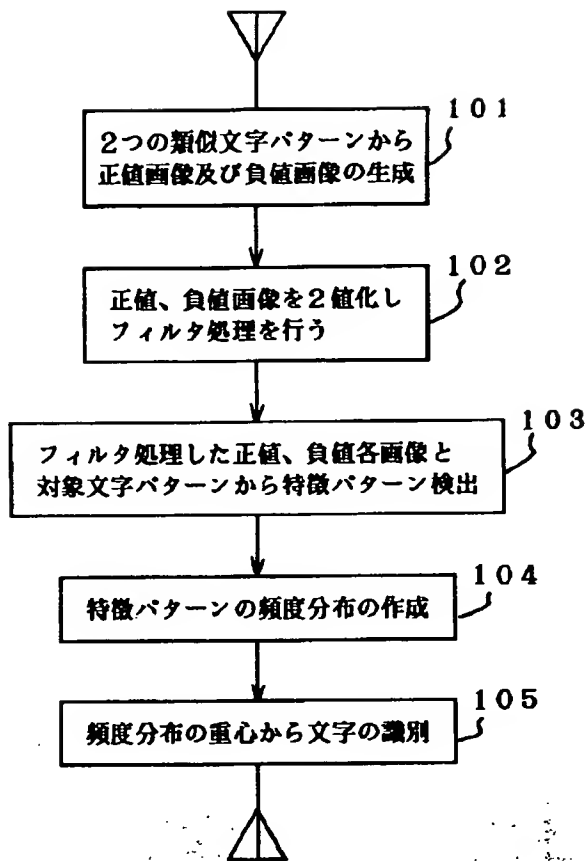 101
2つの類似文字パターンから
正値画像及び負値画像の生成
102
正値、負値画像を2値化し
フィルタ処理を行う
103
フィルタ処理した正値、負値各画像と
対象文字パターンから特徴パターン検出
104
特徴パターンの頻度分布の作成
105
頻度分布の重心から文字の識別